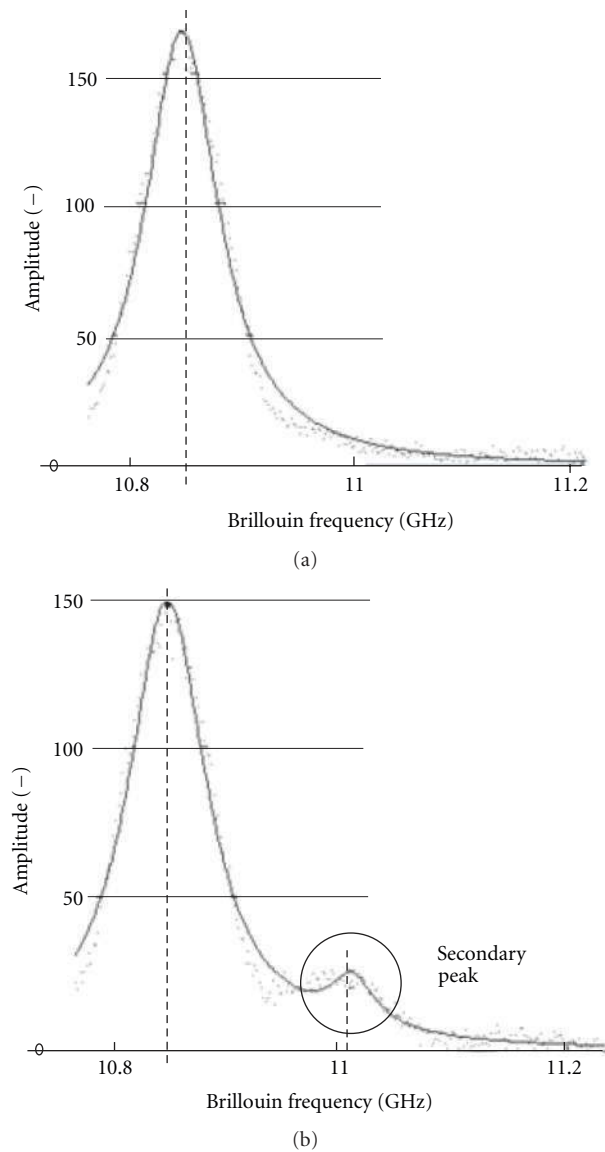 150
100
50
0
Amplitude (−)
10.8
11
11.2
Brillouin frequency (GHz)
(a)
150
100
50
0
Amplitude (−)
Secondary
peak
10.8
11
11.2
Brillouin frequency (GHz)
(b)